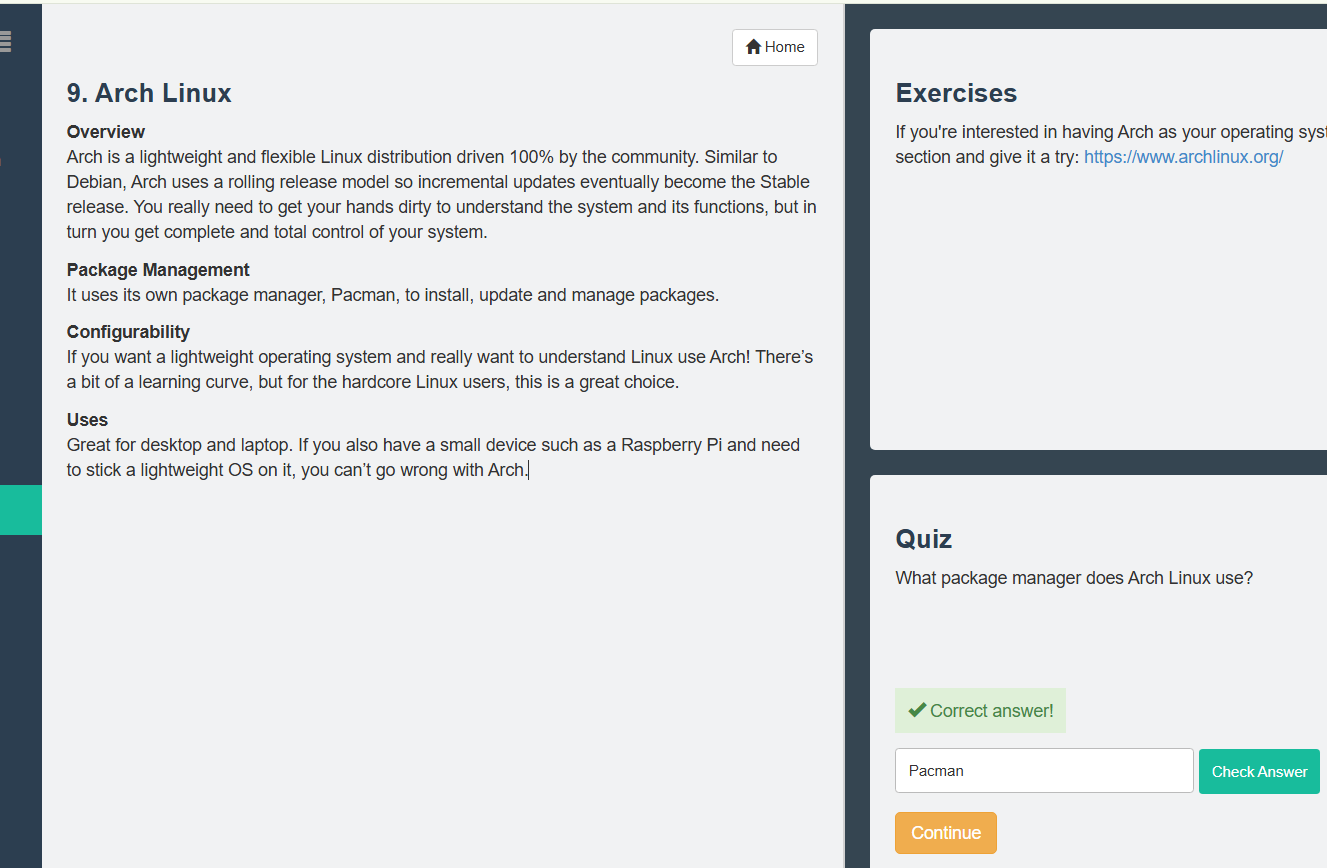 Home
9. Arch Linux
Overview
Arch is a lightweight and flexible Linux distribution driven 100% by the community. Similar to
Debian, Arch uses a rolling release model so incremental updates eventually become the Stable
release. You really need to get your hands dirty to understand the system and its functions, but in
turn you get complete and total control of your system.
Package Management
It uses its own package manager, Pacman, to install, update and manage packages.
Configurability
If you want a lightweight operating system and really want to understand Linux use Arch! There’s
a bit of a learning curve, but for the hardcore Linux users, this is a great choice.
Uses
Great for desktop and laptop. If you also have a small device such as a Raspberry Pi and need
to stick a lightweight OS on it, you can’t go wrong with Arch.
Exercises
If you're interested in having Arch as your operating syst
section and give it a try: https://www.archlinux.org/
Quiz
What package manager does Arch Linux use?
Correct answer!
Pacman
Check Answer
Continue